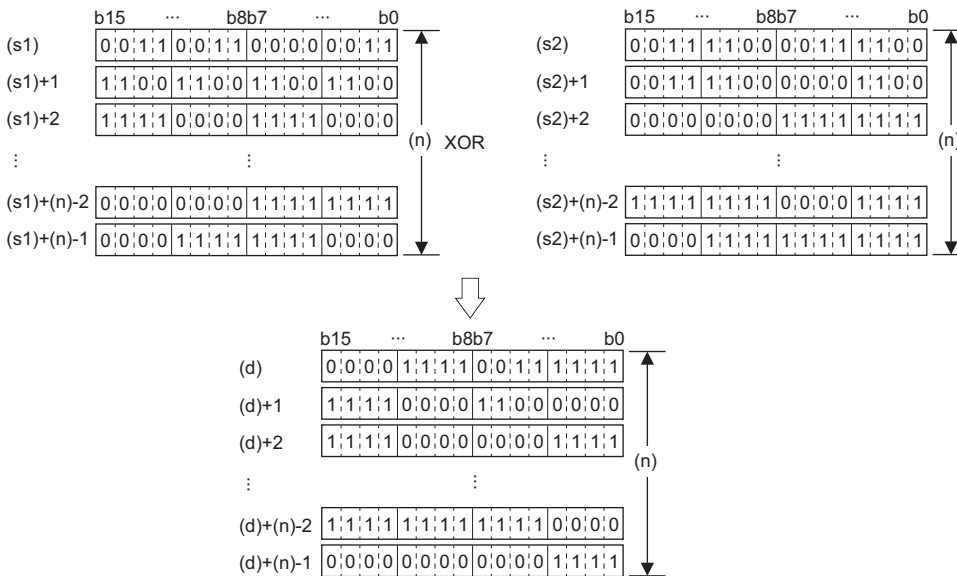 b15 ... b8b7 ... b0 b15 ... b8b7 ... b0
(s1) 0 0 1 1 0 0 1 1 0 0 0 0 0 0 1 1 (s2) 0 0 1 1 1 1 0 0 0 0 1 1 1 1 0 0
(s1)+1 1 1 0 0 1 1 0 0 1 1 0 0 1 1 0 0 (s2)+1 0 0 1 1 1 1 0 0 0 0 0 0 1 1 0 0
(s1)+2 1 1 1 1 0 0 0 0 1 1 1 1 0 0 0 0 (s2)+2 0 0 0 0 0 0 0 0 1 1 1 1 1 1 1 1
⋮ ⋮ (n) XOR ⋮ ⋮ (n)
(s1)+(n)-2 0 0 0 0 0 0 0 0 1 1 1 1 1 1 1 1 (s2)+(n)-2 1 1 1 1 1 1 1 1 0 0 0 0 1 1 1 1
(s1)+(n)-1 0 0 0 0 1 1 1 1 1 1 1 1 0 0 0 0 (s2)+(n)-1 0 0 0 0 1 1 1 1 1 1 1 1 1 1 1 1
b15 ... b8b7 ... b0
(d) 0 0 0 0 1 1 1 1 0 0 1 1 1 1 1 1
(d)+1 1 1 1 1 0 0 0 0 1 1 0 0 0 0 0 0
(d)+2 1 1 1 1 0 0 0 0 0 0 0 0 1 1 1 1
⋮ ⋮ (n)
(d)+(n)-2 1 1 1 1 1 1 1 1 1 1 1 1 0 0 0 0
(d)+(n)-1 0 0 0 0 0 0 0 0 0 0 0 0 1 1 1 1